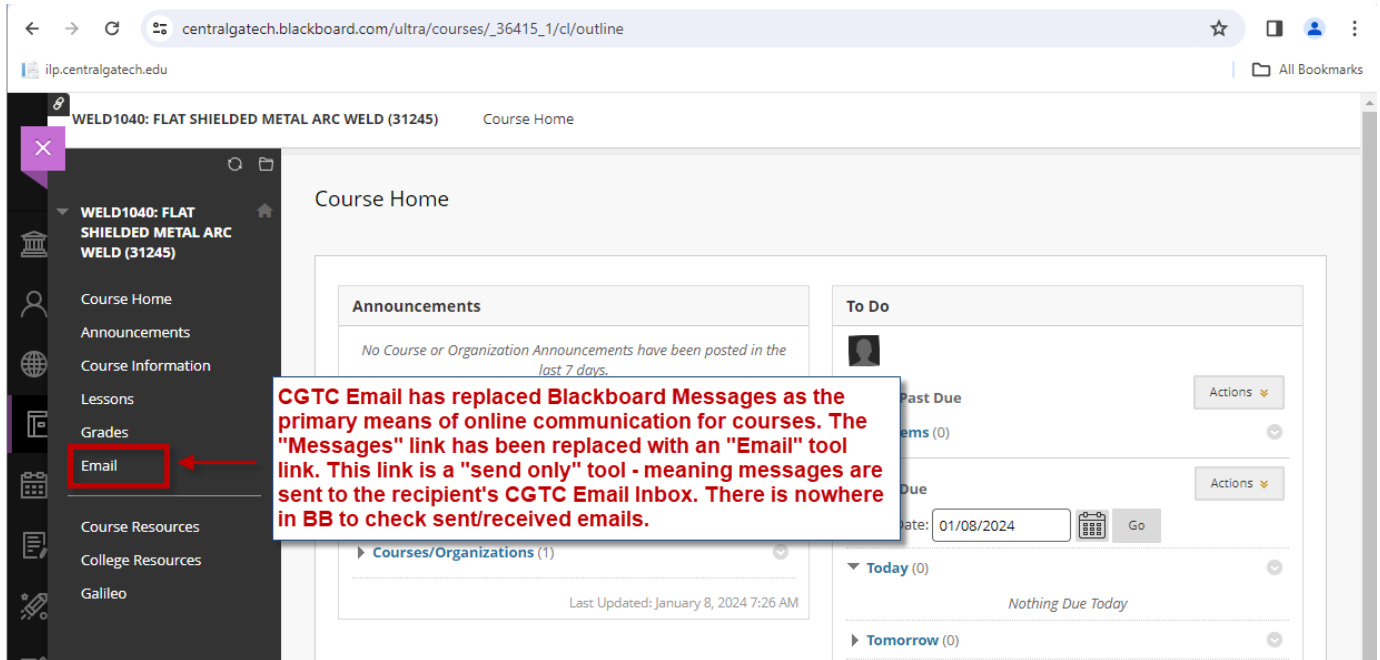 centralgatech.blackboard.com/ultra/courses/_36415_1/cl/outline
ilp.centralgatech.edu
All Bookmarks
WELD1040: FLAT SHIELDED METAL ARC WELD (31245)
Course Home
WELD1040: FLAT
SHIELDED METAL ARC
WELD (31245)
Course Home
Announcements
Course Information
Lessons
Grades
Email
Course Resources
College Resources
Galileo
Course Home
Announcements
No Course or Organization Announcements have been posted in the
last 7 days.
CGTC Email has replaced Blackboard Messages as the
primary means of online communication for courses. The
"Messages" link has been replaced with an "Email" tool
link. This link is a "send only" tool - meaning messages are
sent to the recipient's CGTC Email Inbox. There is nowhere
in BB to check sent/received emails.
Courses/Organizations (1)
Last Updated: January 8, 2024 7:26 AM
To Do
Past Due
Actions
(0)
Due
Actions
01/08/2024
Go
Today (0)
Nothing Due Today
Tomorrow (0)